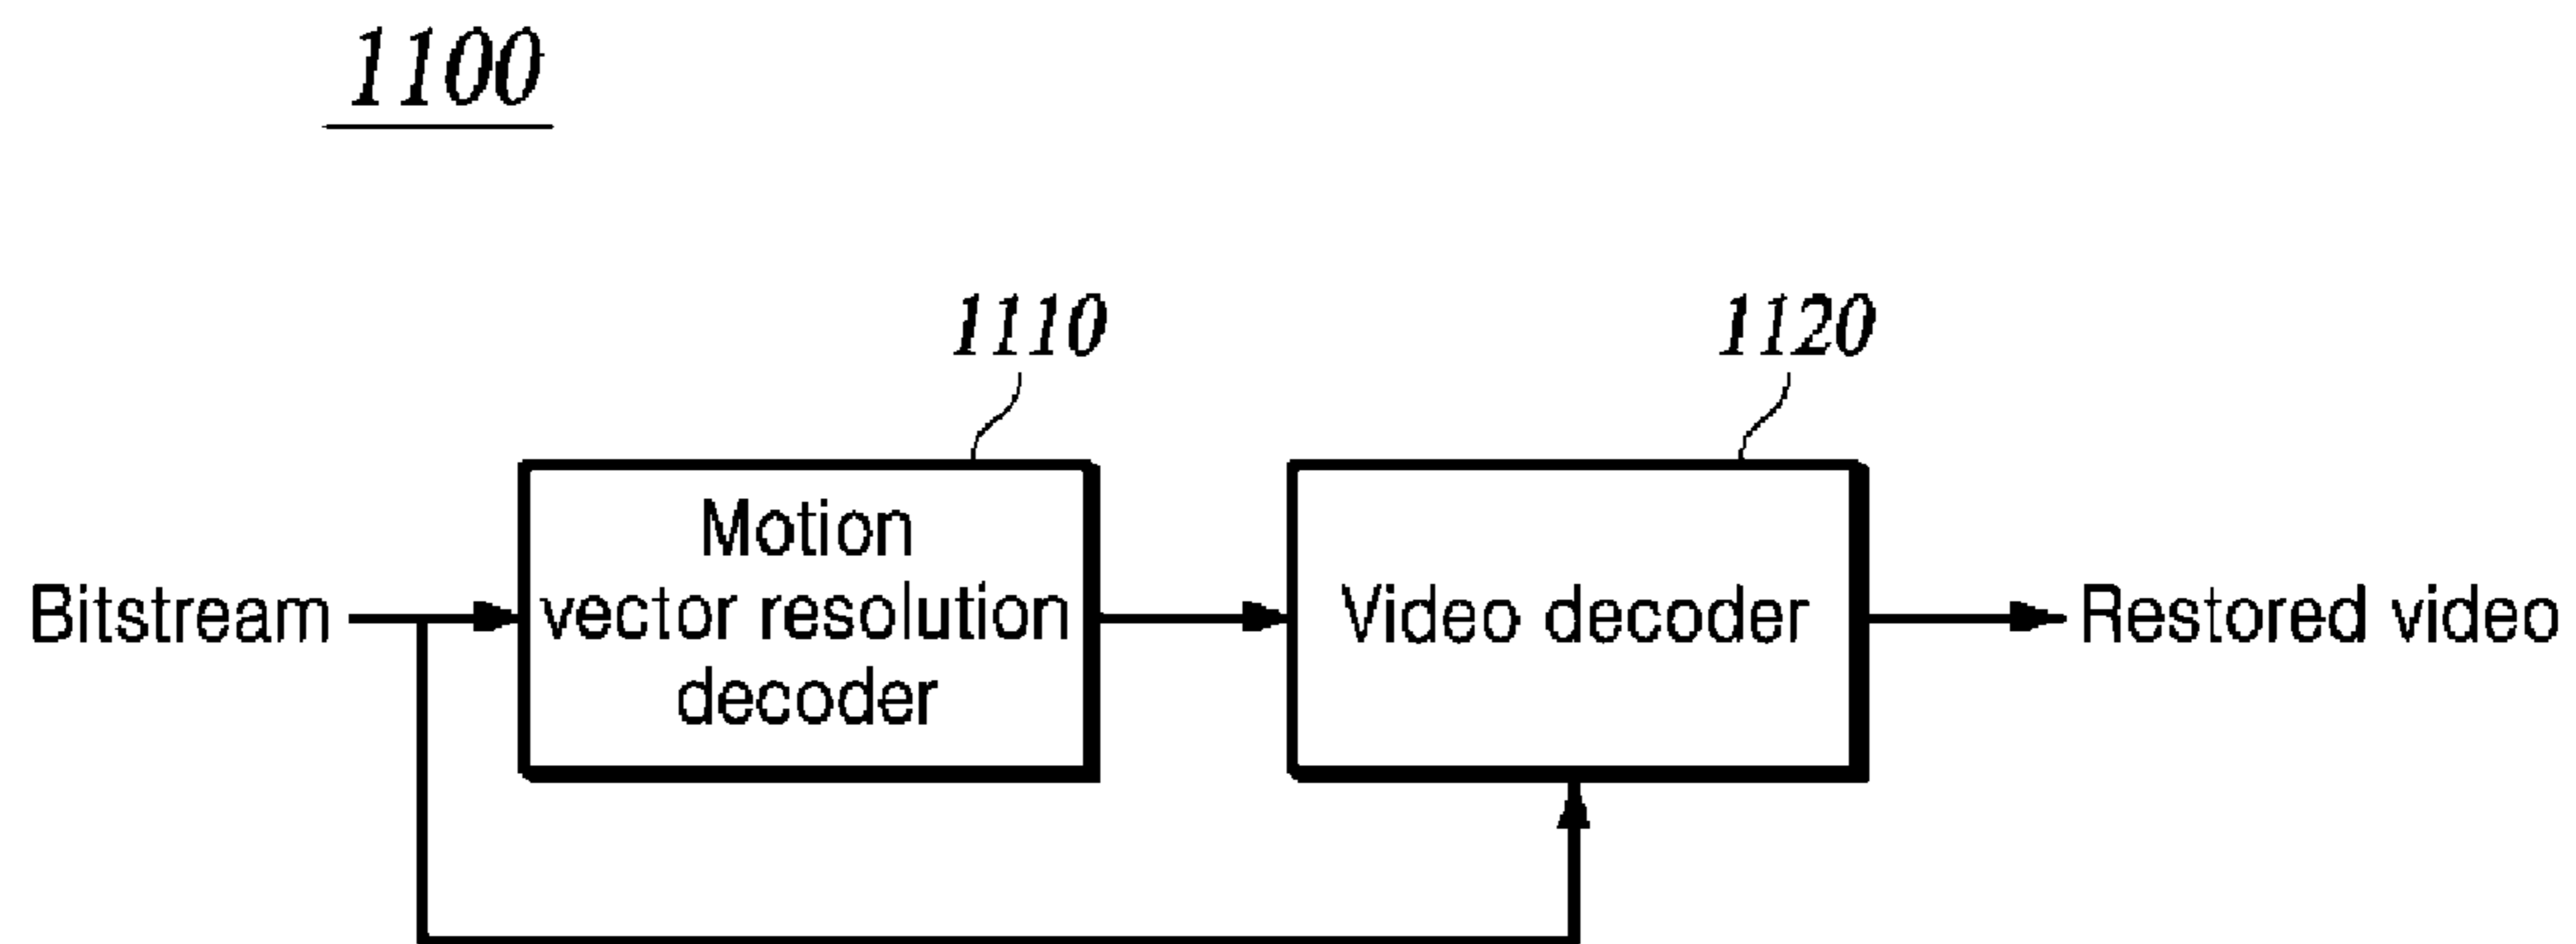 1100
1110
1120
Bitstream
Motion
vector resolution
decoder
Video decoder
Restored video